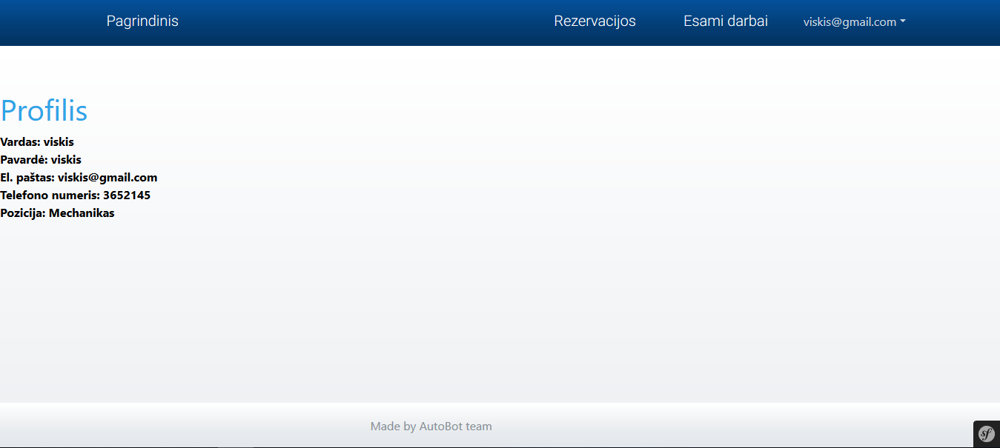 Pagrindinis Rezervacijos Esami darbai viskis@gmail.com
Profilis
Vardas: viskis
Pavardė: viskis
El. paštas: viskis@gmail.com
Telefono numeris: 3652145
Pozicija: Mechanikas
Made by AutoBot team
sf